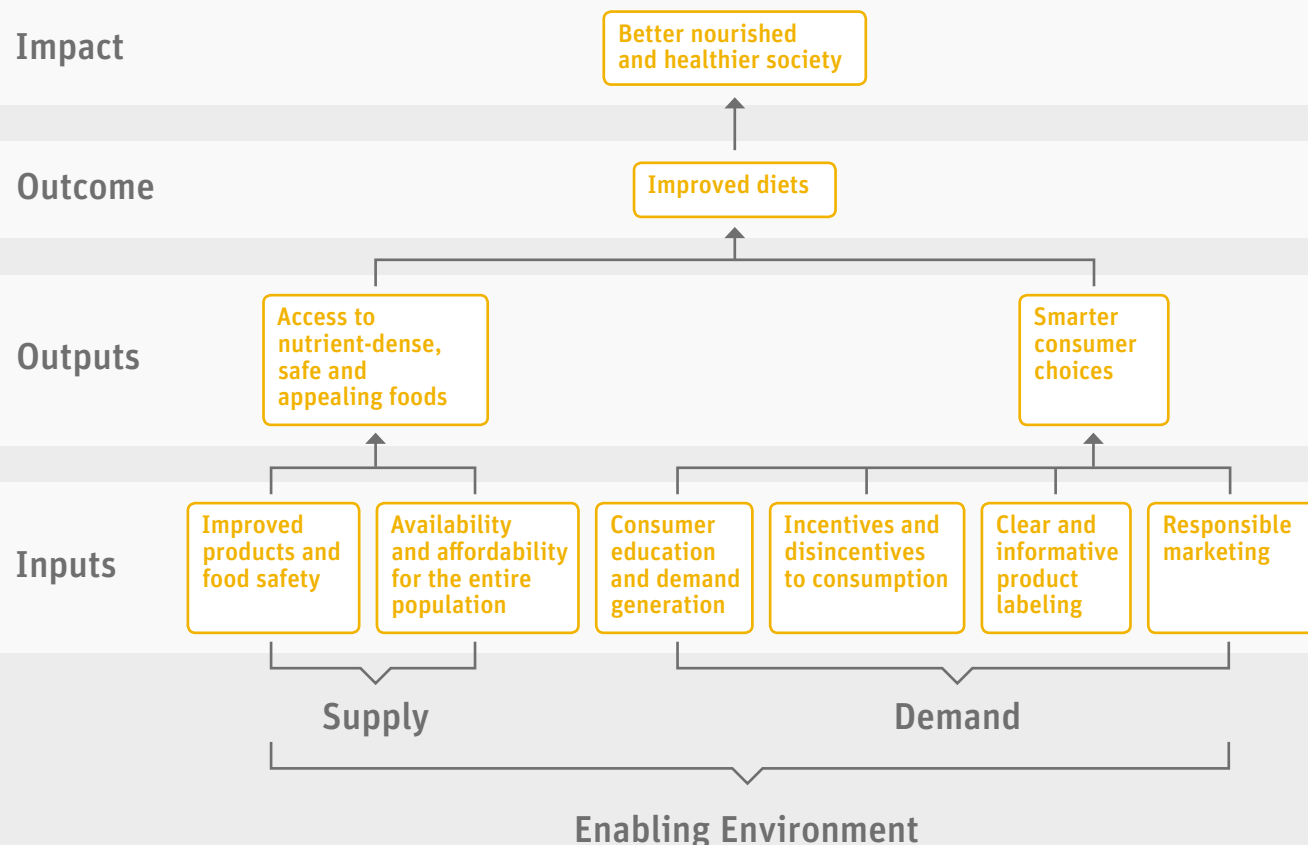 Impact
Better nourished
and healthier society
Outcome
Improved diets
Outputs
Access to
nutrient-dense,
safe and
appealing foods
Smarter
consumer
choices
Inputs
Improved
products and
food safety
Availability
and affordability
for the entire
population
Consumer
education
and demand
generation
Incentives and
disincentives
to consumption
Clear and
informative
product
labeling
Responsible
marketing
Supply
Demand
Enabling Environment